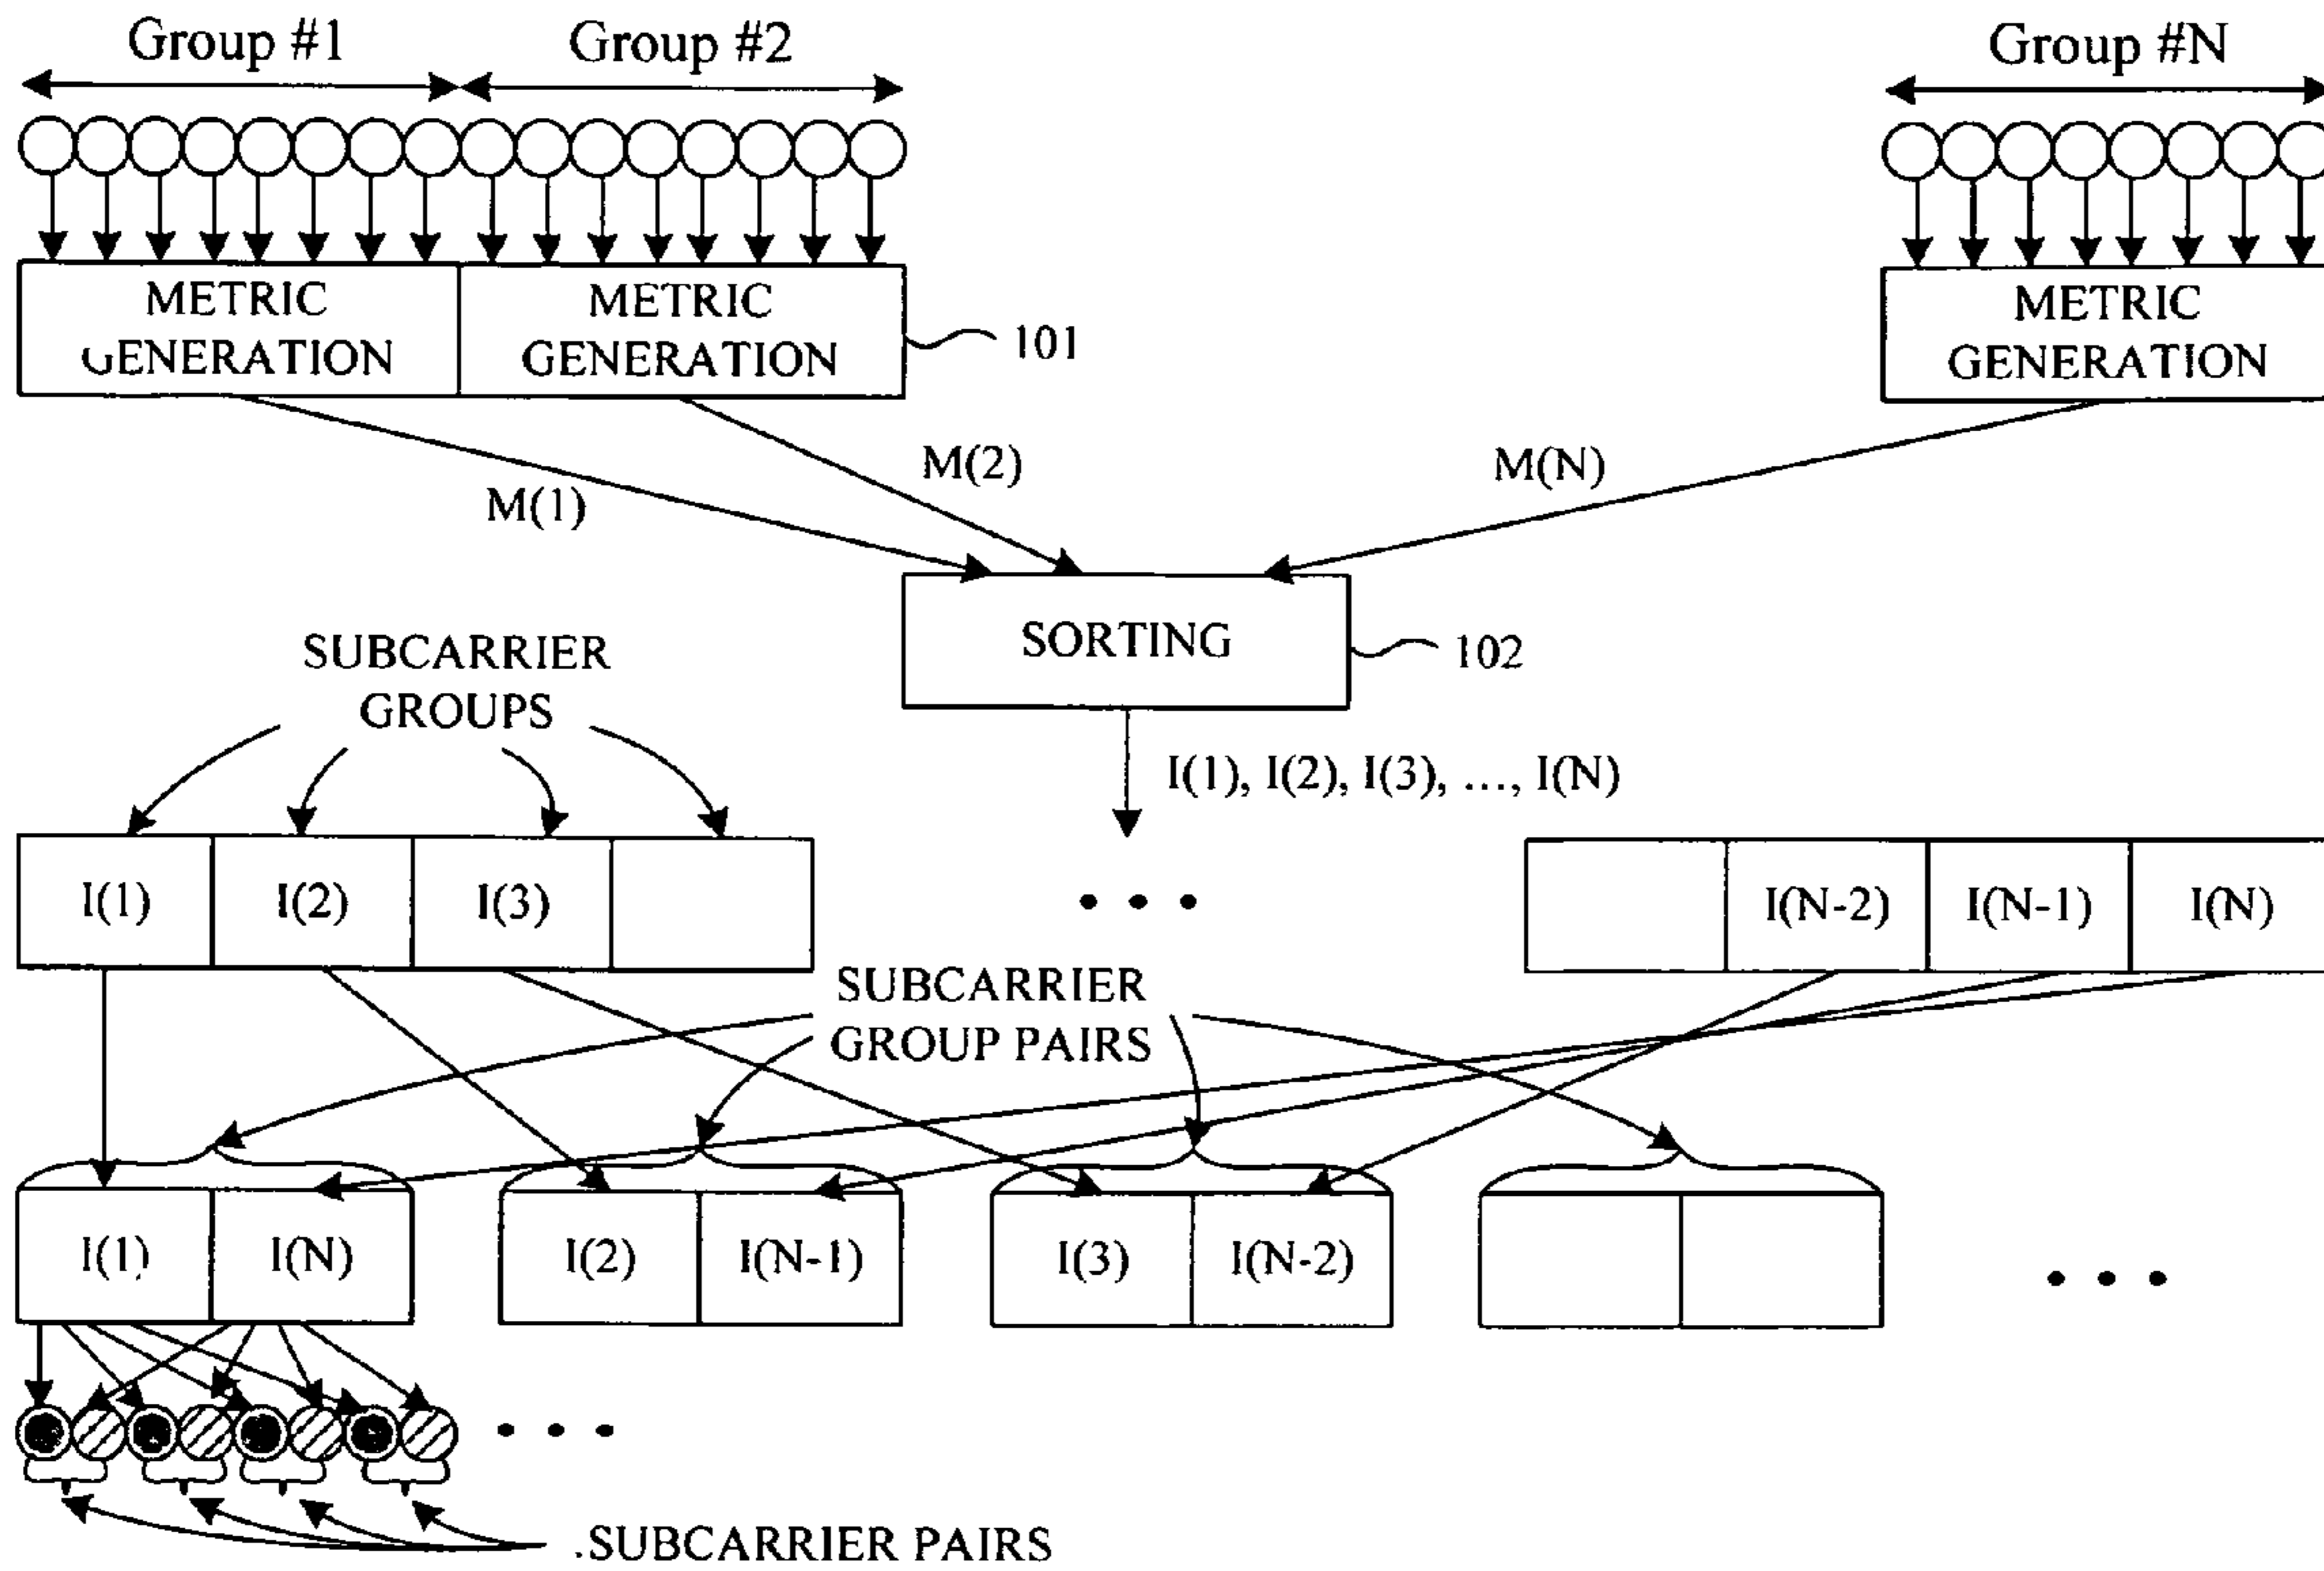 Group #1
Group #2
Group #N
METRIC
GENERATION
METRIC
GENERATION
101
METRIC
GENERATION
M(1)
M(2)
M(N)
SORTING
102
SUBCARRIER
GROUPS
I(1), I(2), I(3), ..., I(N)
I(1)
I(2)
I(3)
• • •
I(N-2)
I(N-1)
I(N)
SUBCARRIER
GROUP PAIRS
I(1)
I(N)
I(2)
I(N-1)
I(3)
I(N-2)
• • •
• • •
.SUBCARRIER PAIRS